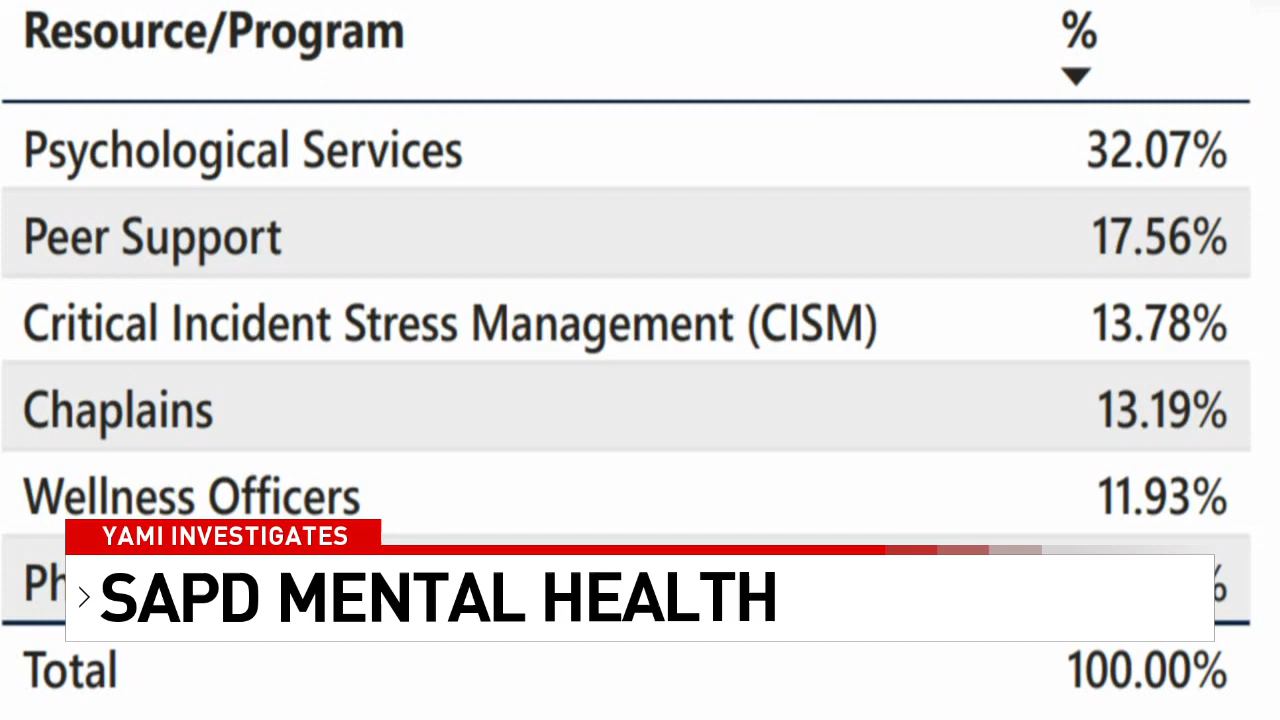 Resource/Program %
Psychological Services 32.07%
Peer Support 17.56%
Critical Incident Stress Management (CISM) 13.78%
Chaplains 13.19%
Wellness Officers 11.93%
YAMI INVESTIGATES
SAPD MENTAL HEALTH
Total 100.00%